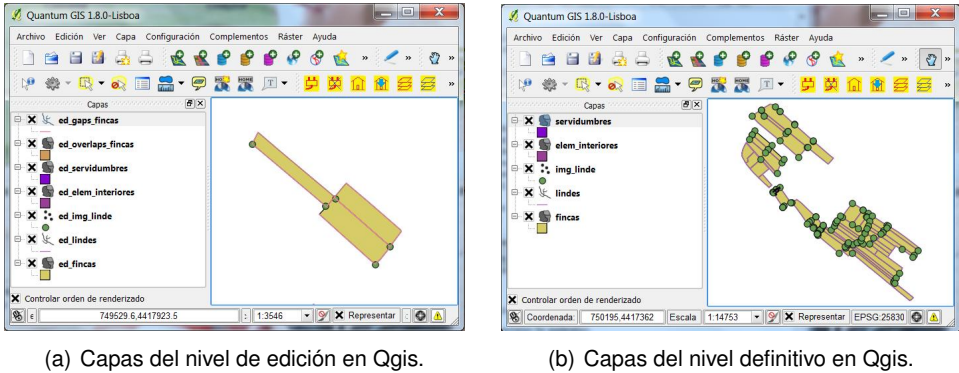 Quantum GIS 1.8.0-Lisboa
Archivo Edición Ver Capa Configuración Complementos Ráster Ayuda
Capas
ed_gaps_fincas
ed_overlaps_fincas
ed_servidumbres
ed_elem_interiores
ed_img_linde
ed_lindes
ed_fincas
Controlar orden de renderizado
749529.6,4417923.5 1:3546 Representar
(a) Capas del nivel de edición en Qgis.
Quantum GIS 1.8.0-Lisboa
Archivo Edición Ver Capa Configuración Complementos Ráster Ayuda
Capas
servidumbres
elem_interiores
img_linde
lindes
fincas
Controlar orden de renderizado
Coordenada: 750195,4417362 Escala 1:14753 Representar EPSG:25830
(b) Capas del nivel definitivo en Qgis.